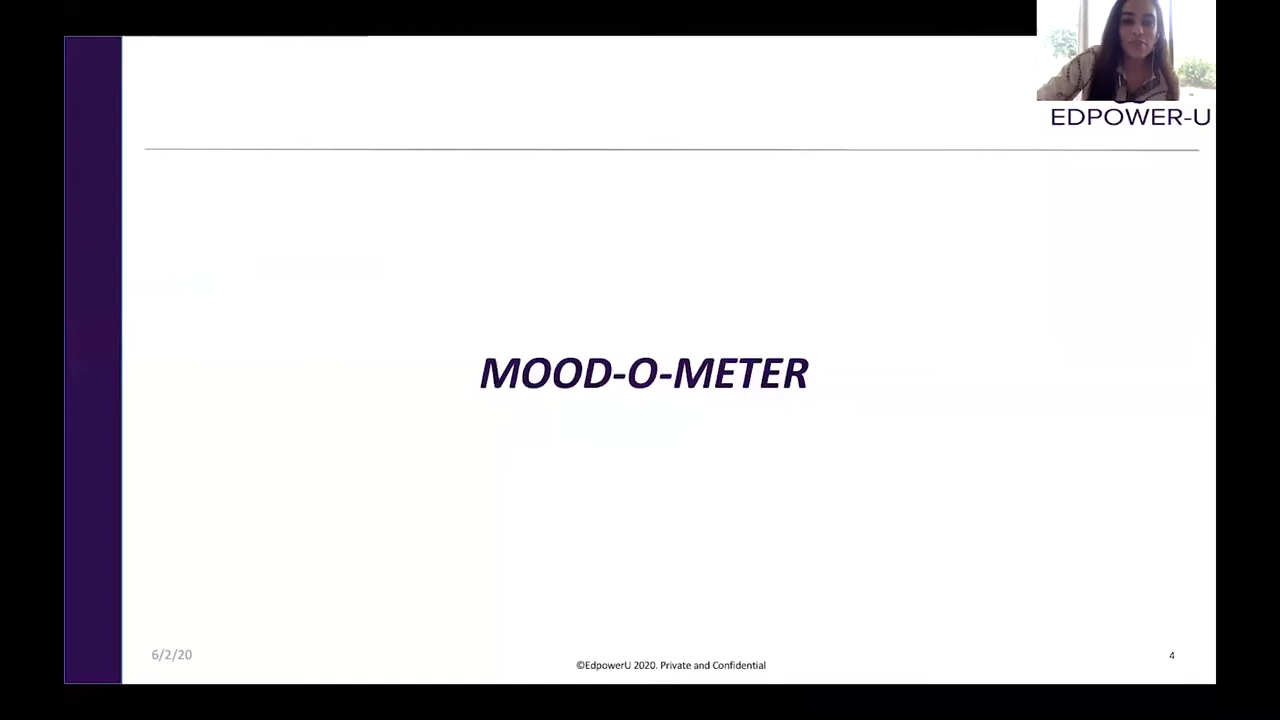 EDPOWER-U
MOOD-O-METER
6/2/20
©EdpowerU 2020. Private and Confidential
4